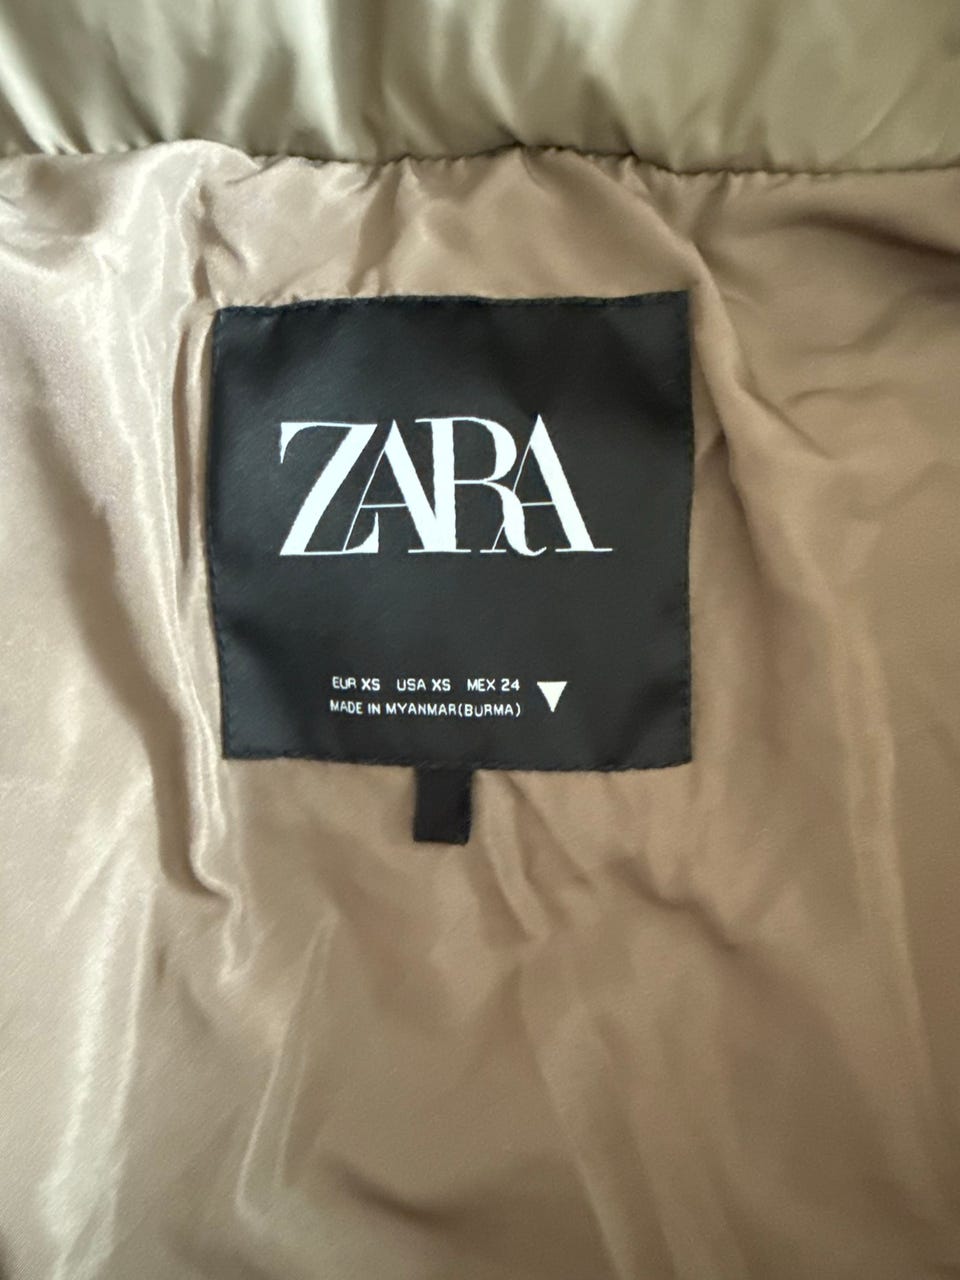 ZARA
EUR XS USA XS MEX 24
MADE IN MYANMAR(BURMA)